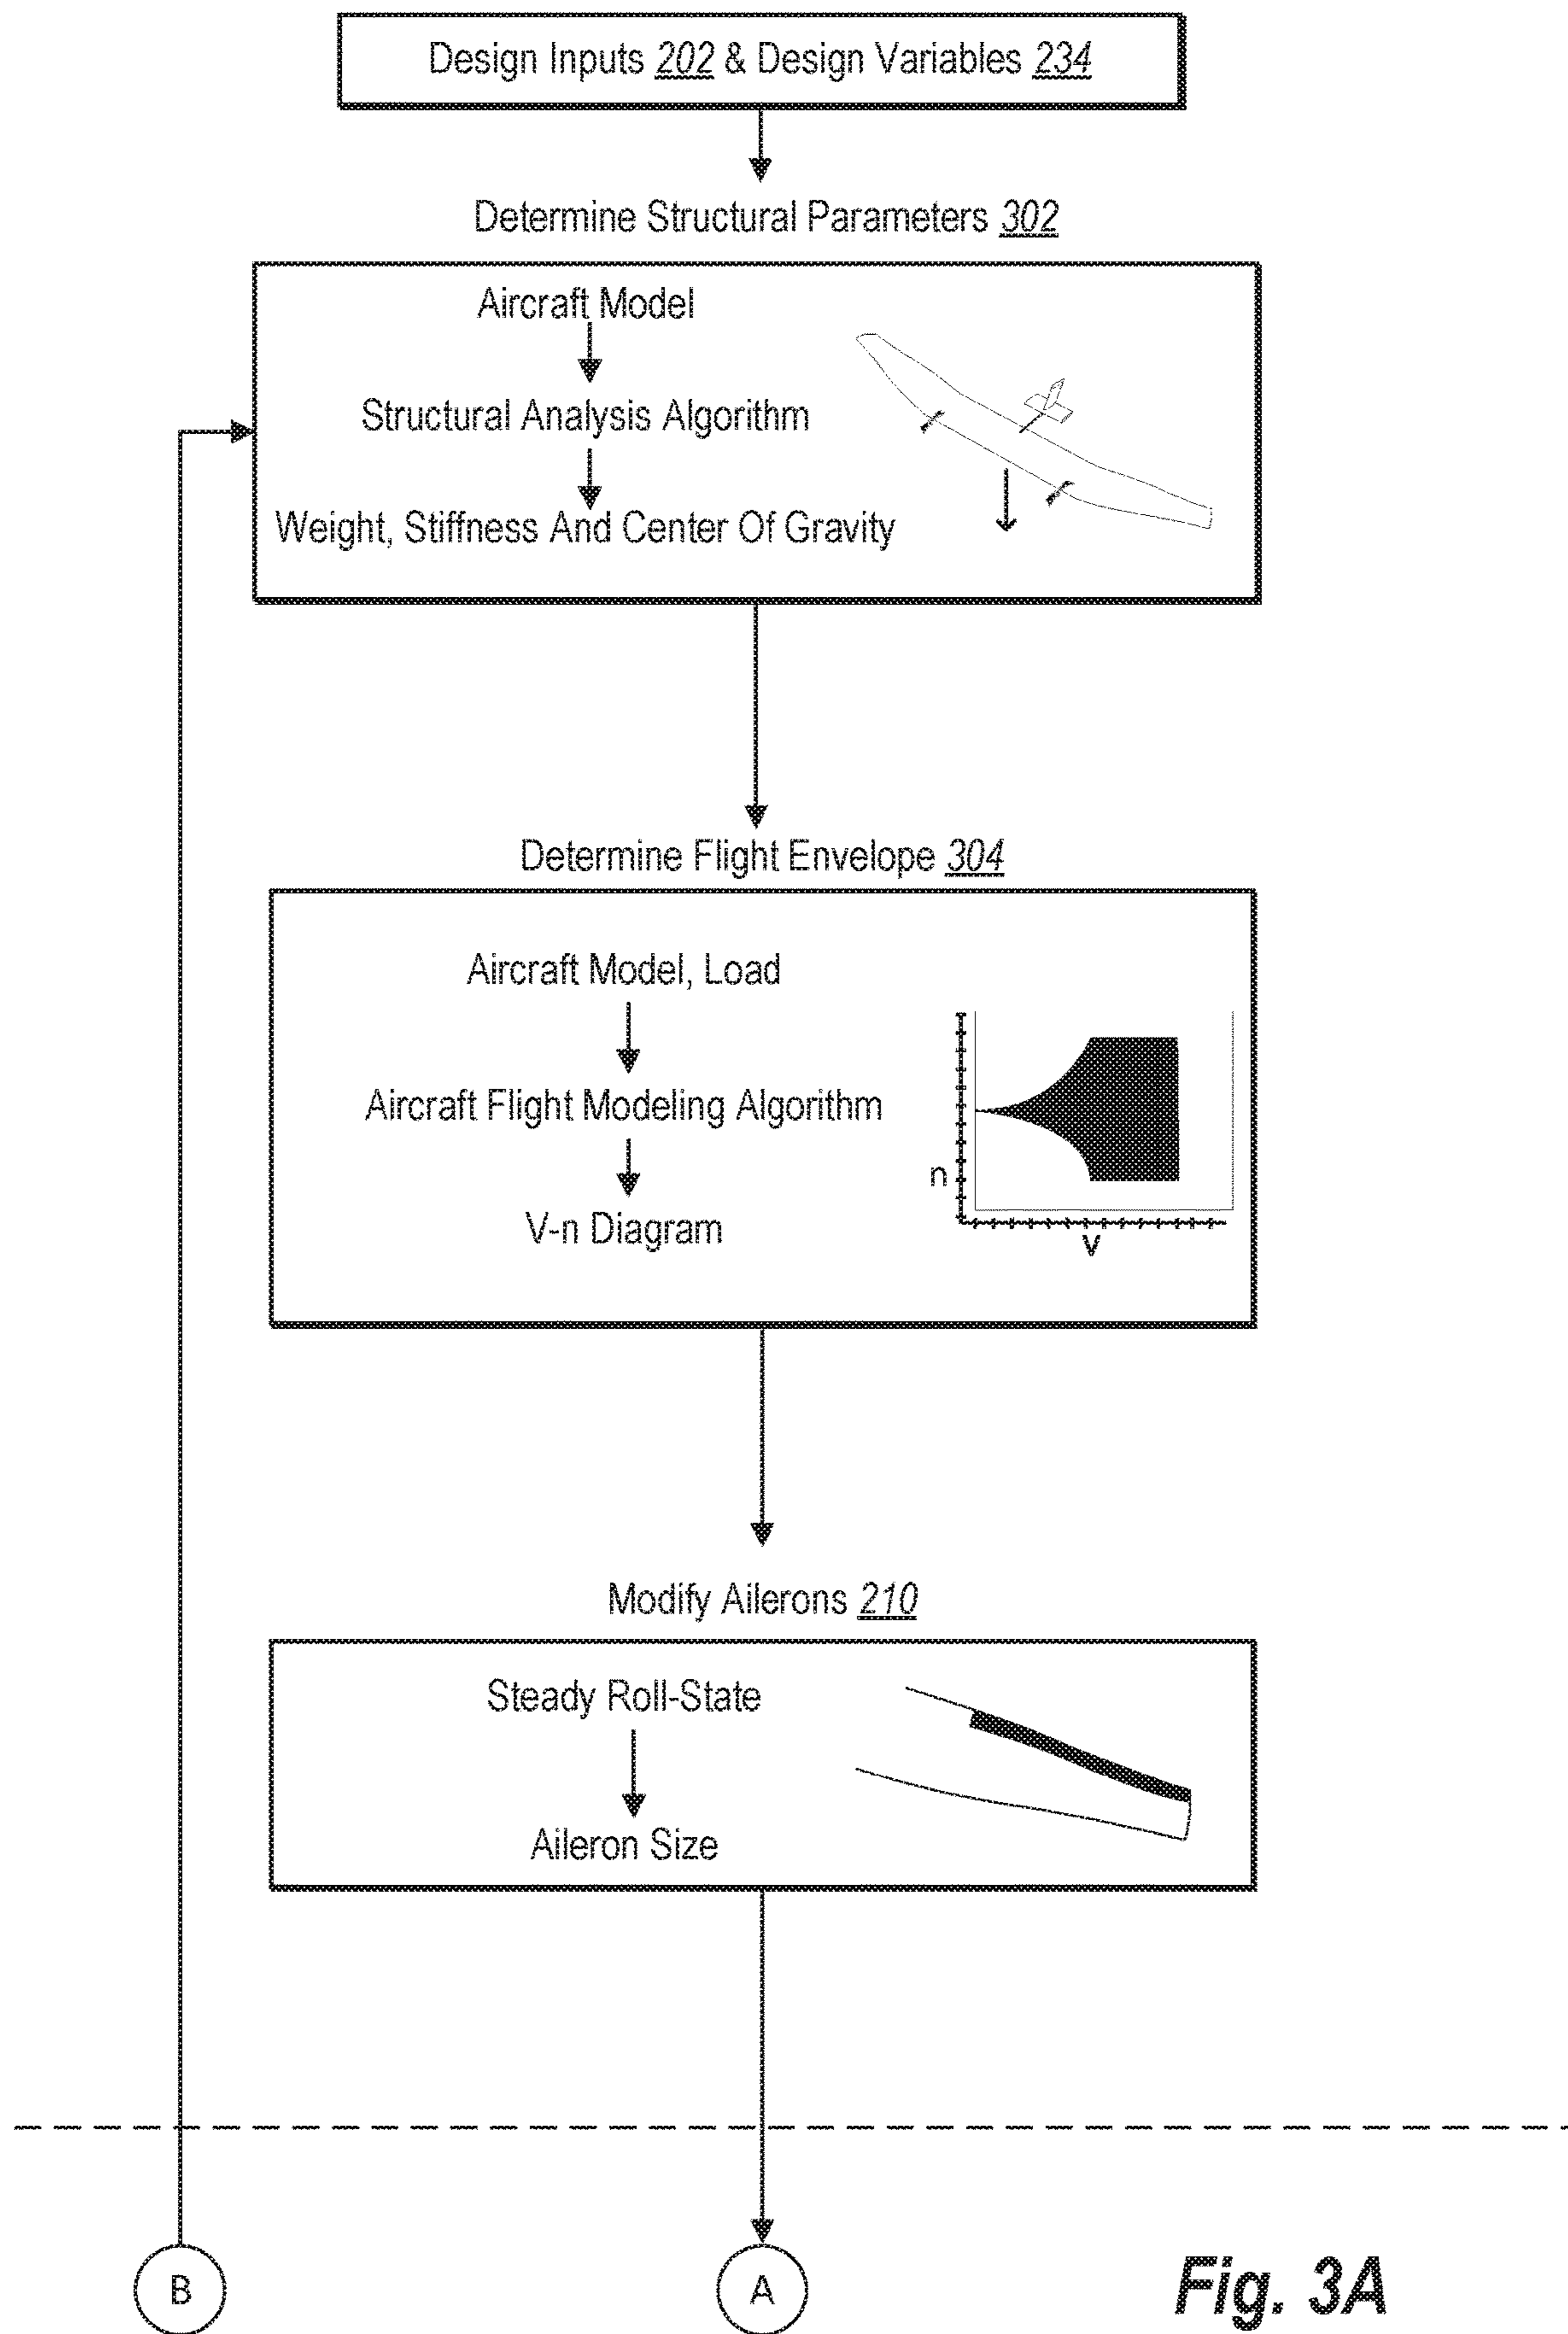 Design Inputs 202 & Design Variables 234
Determine Structural Parameters 302
Aircraft Model
Structural Analysis Algorithm
Weight, Stiffness And Center Of Gravity
Determine Flight Envelope 304
Aircraft Model, Load
Aircraft Flight Modeling Algorithm
V-n Diagram
n
V
Modify Ailerons 210
Steady Roll-State
Aileron Size
B
A
Fig. 3A